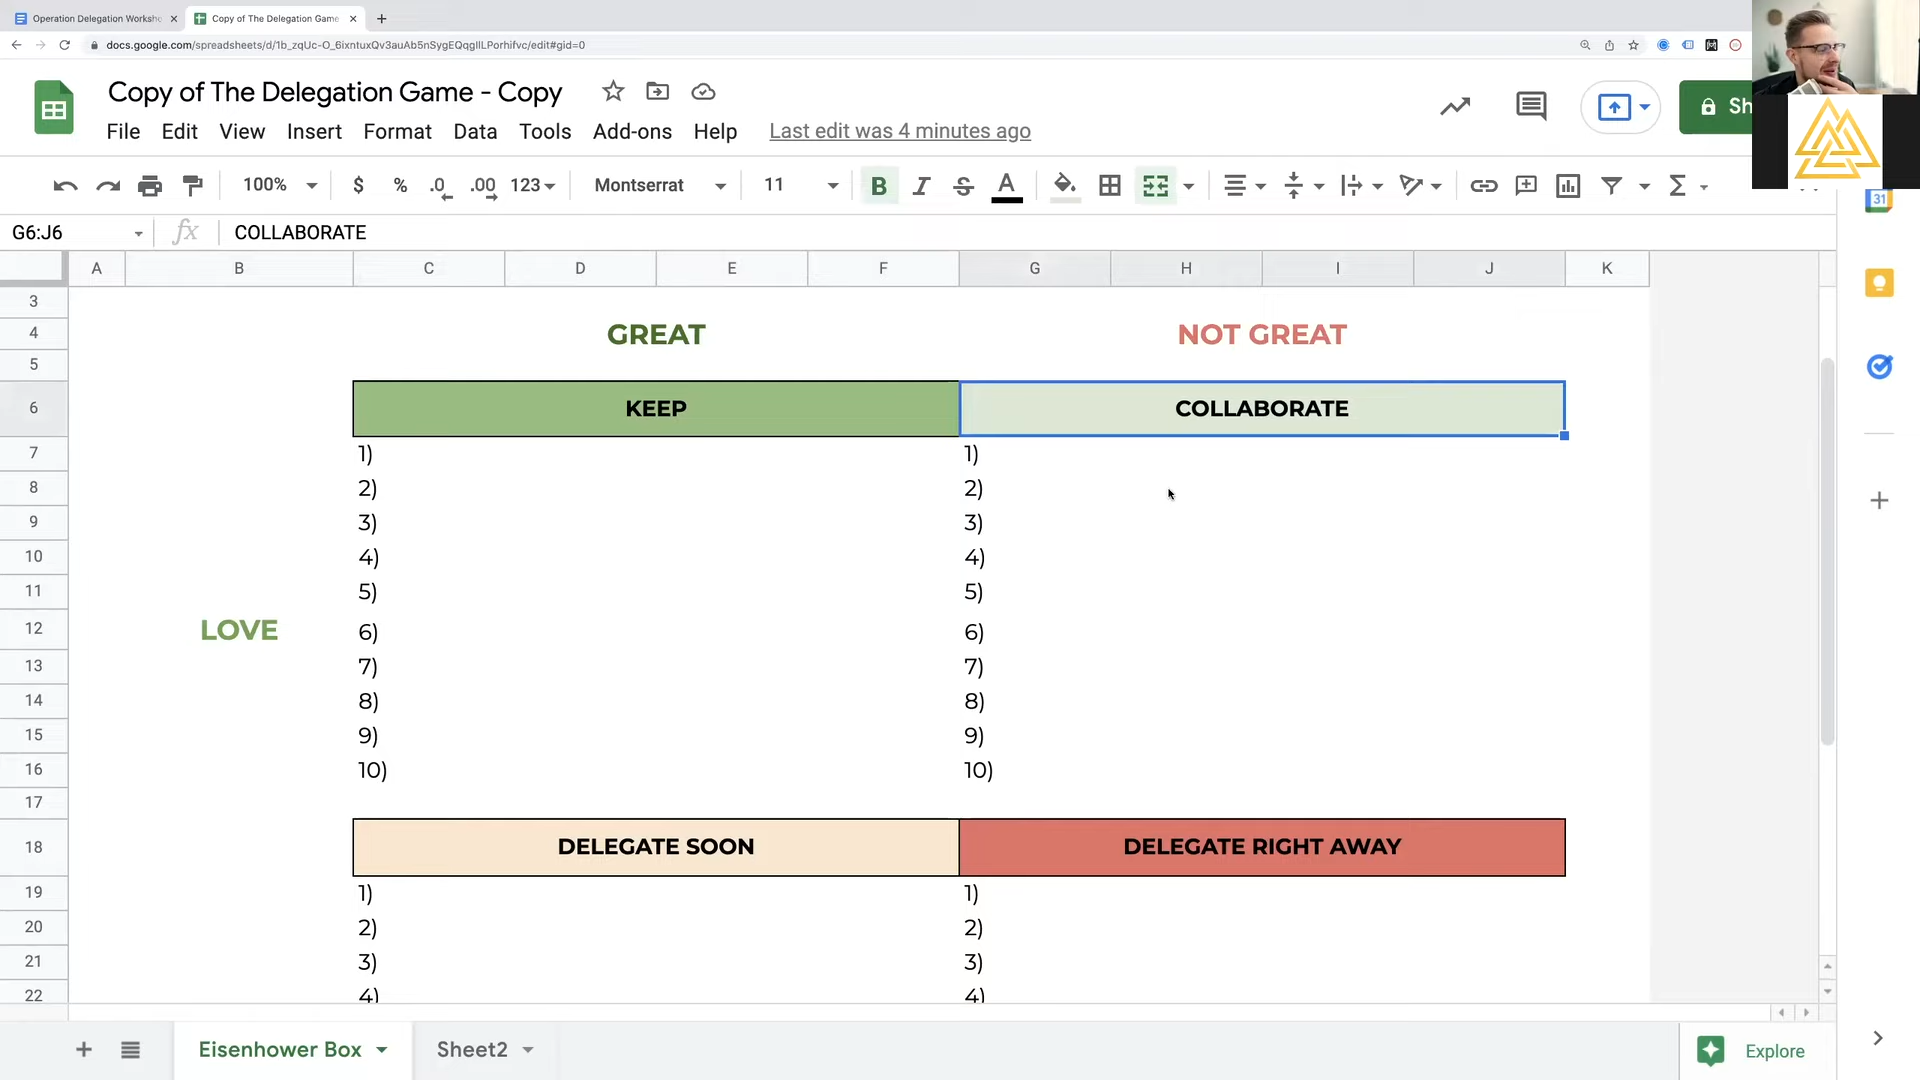 Operation Delegation Worksh
Copy of The Delegation Game
docs.google.com/spreadsheets/d/1b_zqUc-O_6ixntuxQv3auAb5nSygEQqgIlLPorhifvc/edit#gid=0
Copy of The Delegation Game - Copy
Sh
File Edit View Insert Format Data Tools Add-ons Help Last edit was 4 minutes ago
100% $ % .0 .00 123 Montserrat 11 B I S A Σ
31
G6:J6 fx COLLABORATE
A B C D E F G H I J K
3
4 GREAT NOT GREAT
5
6 KEEP COLLABORATE
7 1) 1)
8 2) 2)
9 3) 3)
10 4) 4)
11 5) 5)
12 LOVE 6) 6)
13 7) 7)
14 8) 8)
15 9) 9)
16 10) 10)
17
18 DELEGATE SOON DELEGATE RIGHT AWAY
19 1) 1)
20 2) 2)
21 3) 3)
22 4) 4)
Eisenhower Box Sheet2 Explore